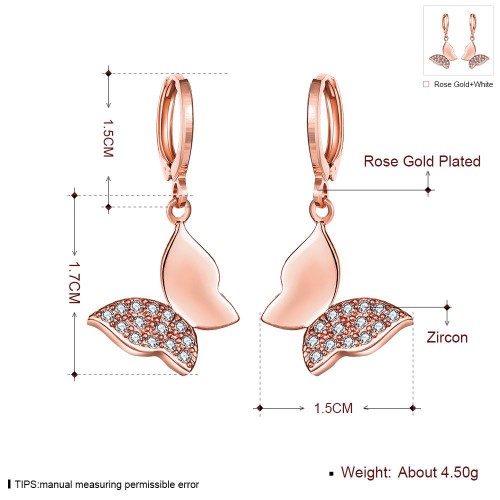 Rose Gold+White
1.5CM
Rose Gold Plated
1.7CM
Zircon
1.5CM
Weight: About 4.50g
TIPS:manual measuring permissible error